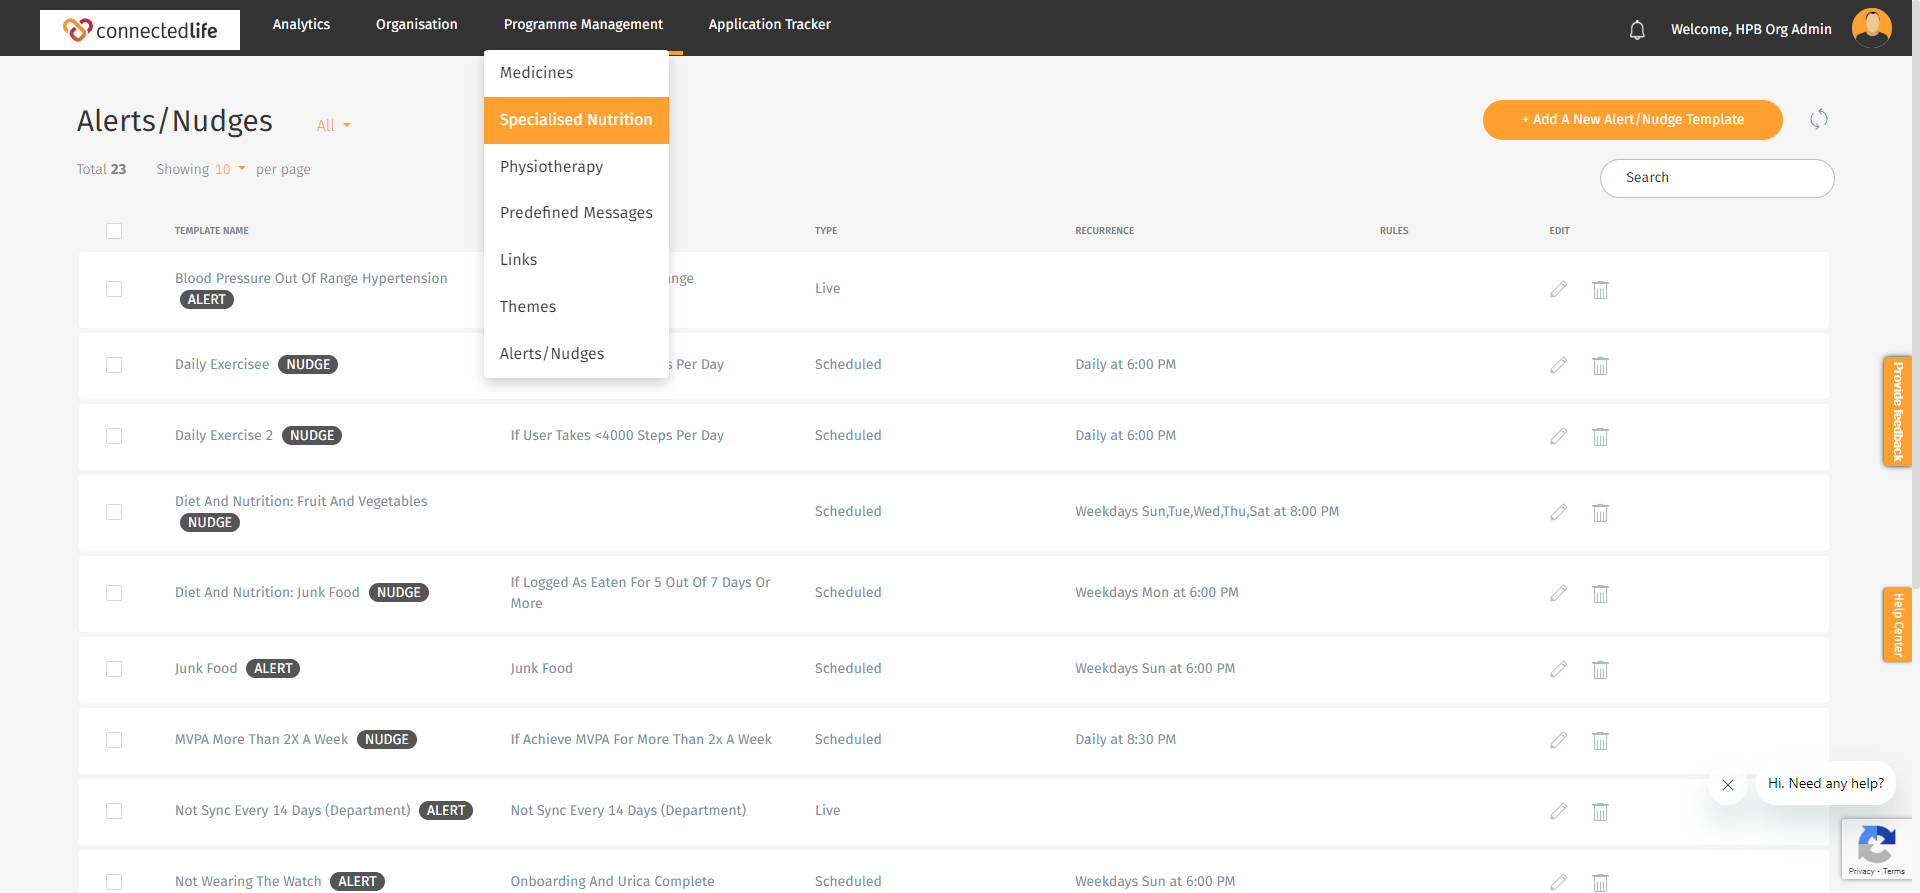 connectedlife
Analytics
Organisation
Programme Management
Application Tracker
Welcome, HPB Org Admin
Medicines
Specialised Nutrition
Physiotherapy
Predefined Messages
Links
Themes
Alerts/Nudges
Alerts/Nudges
All
+ Add A New Alert/Nudge Template
Total 23 Showing 10 per page
Search
TEMPLATE NAME
TYPE
RECURRENCE
RULES
EDIT
Blood Pressure Out Of Range Hypertension
ALERT
Live
Daily Exercisee NUDGE
Per Day
Scheduled
Daily at 6:00 PM
Daily Exercise 2 NUDGE
If User Takes <4000 Steps Per Day
Scheduled
Daily at 6:00 PM
Diet And Nutrition: Fruit And Vegetables
NUDGE
Scheduled
Weekdays Sun,Tue,Wed,Thu,Sat at 8:00 PM
Diet And Nutrition: Junk Food NUDGE
If Logged As Eaten For 5 Out Of 7 Days Or
More
Scheduled
Weekdays Mon at 6:00 PM
Junk Food ALERT
Junk Food
Scheduled
Weekdays Sun at 6:00 PM
MVPA More Than 2X A Week NUDGE
If Achieve MVPA For More Than 2x A Week
Scheduled
Daily at 8:30 PM
Not Sync Every 14 Days (Department) ALERT
Not Sync Every 14 Days (Department)
Live
Not Wearing The Watch ALERT
Onboarding And Urica Complete
Scheduled
Weekdays Sun at 6:00 PM
Provide feedback
Help Center
Hi. Need any help?
Privacy - Terms